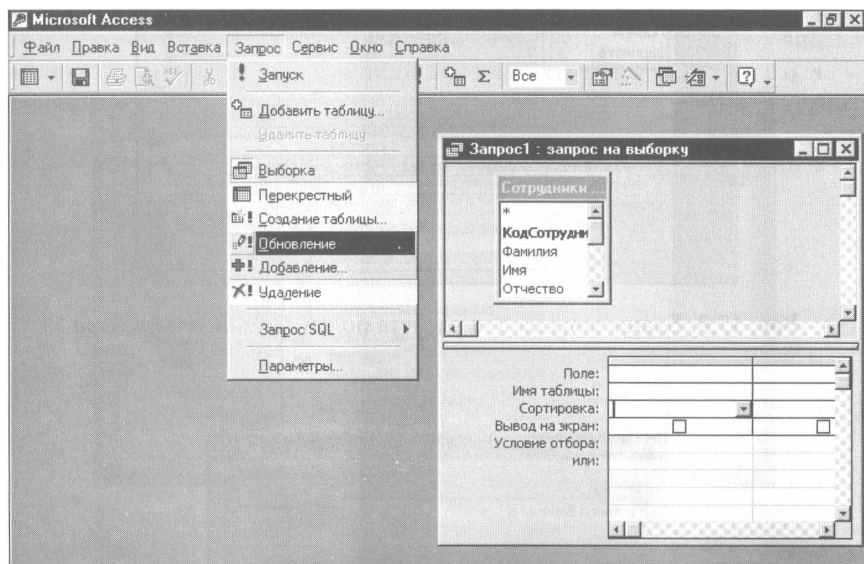 Microsoft Access
Файл Правка Вид Вставка Запрос Сервис Окно Справка
Все
Запуск
Добавить таблицу...
Удалить таблицу
Выборка
Перекрестный
Создание таблицы...
Обновление
Добавление...
Удаление
Запрос SQL
Параметры...
Запрос1 : запрос на выборку
Сотрудники ...
*
КодСотрудни
Фамилия
Имя
Отчество
Поле:
Имя таблицы:
Сортировка:
Вывод на экран:
Условие отбора:
или: